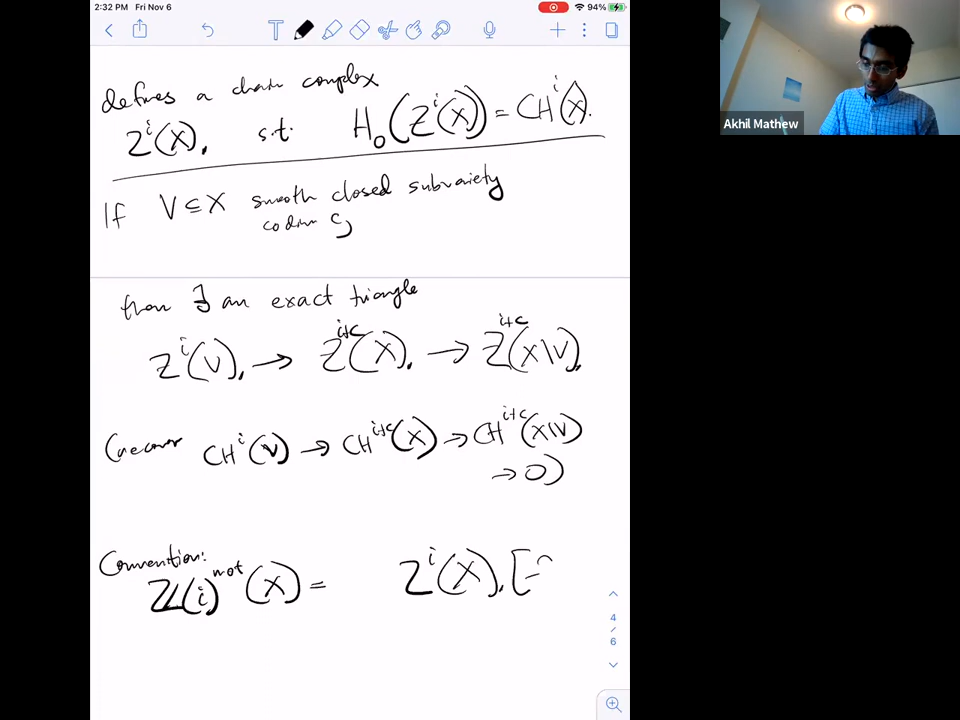 2:32 PM Fri Nov 6
94%
T
defines a chain complex
Z^i(X). s.t. H_0(Z^i(X).) = CH^i(X).
If V ⊆ X smooth closed subvariety
codim c,
then ∃ an exact triangle
Z^i(V). → Z^{i+c}(X). → Z^{i+c}(X\V).
(recover CH^i(V) → CH^{i+c}(X) → CH^{i+c}(X\V)
→ 0)
Convention:
ℤ(i)^{mot}(X) = Z^i(X).[-
4
/
6
Akhil Mathew